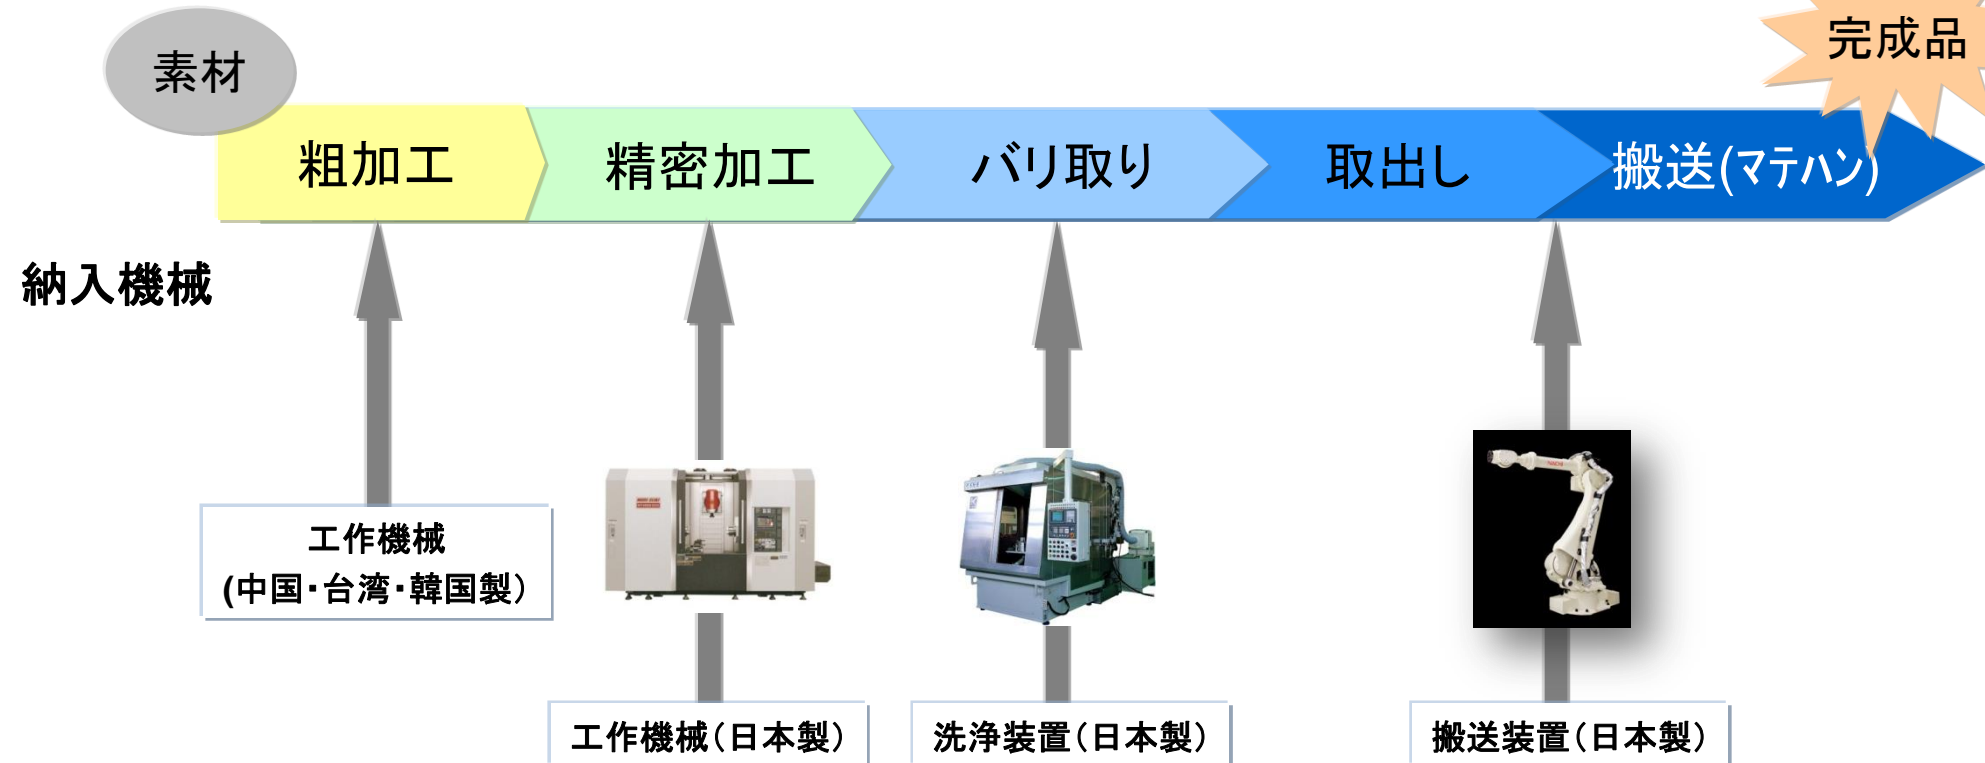 素材
完成品
粗加工
精密加工
バリ取り
取出し
搬送(マテハン)
納入機械
工作機械
(中国・台湾・韓国製)
工作機械(日本製)
洗浄装置(日本製)
搬送装置(日本製)